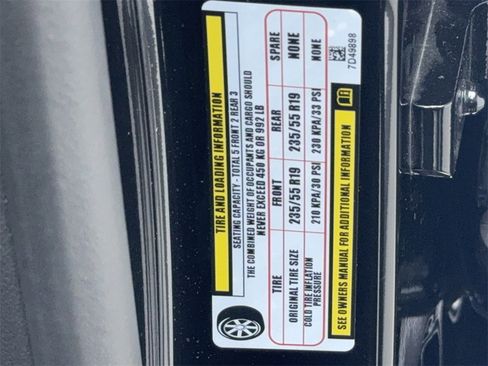 TIRE AND LOADING INFORMATION
SEATING CAPACITY - TOTAL 5 FRONT 2 REAR 3
THE COMBINED WEIGHT OF OCCUPANTS AND CARGO SHOULD
NEVER EXCEED 450 KG OR 992 LB
TIRE FRONT REAR SPARE
ORIGINAL TIRE SIZE 235/55 R19 235/55 R19 NONE
COLD TIRE INFLATION PRESSURE 210 KPA/30 PSI 230 KPA/33 PSI NONE
SEE OWNERS MANUAL FOR ADDITIONAL INFORMATION
7D49898